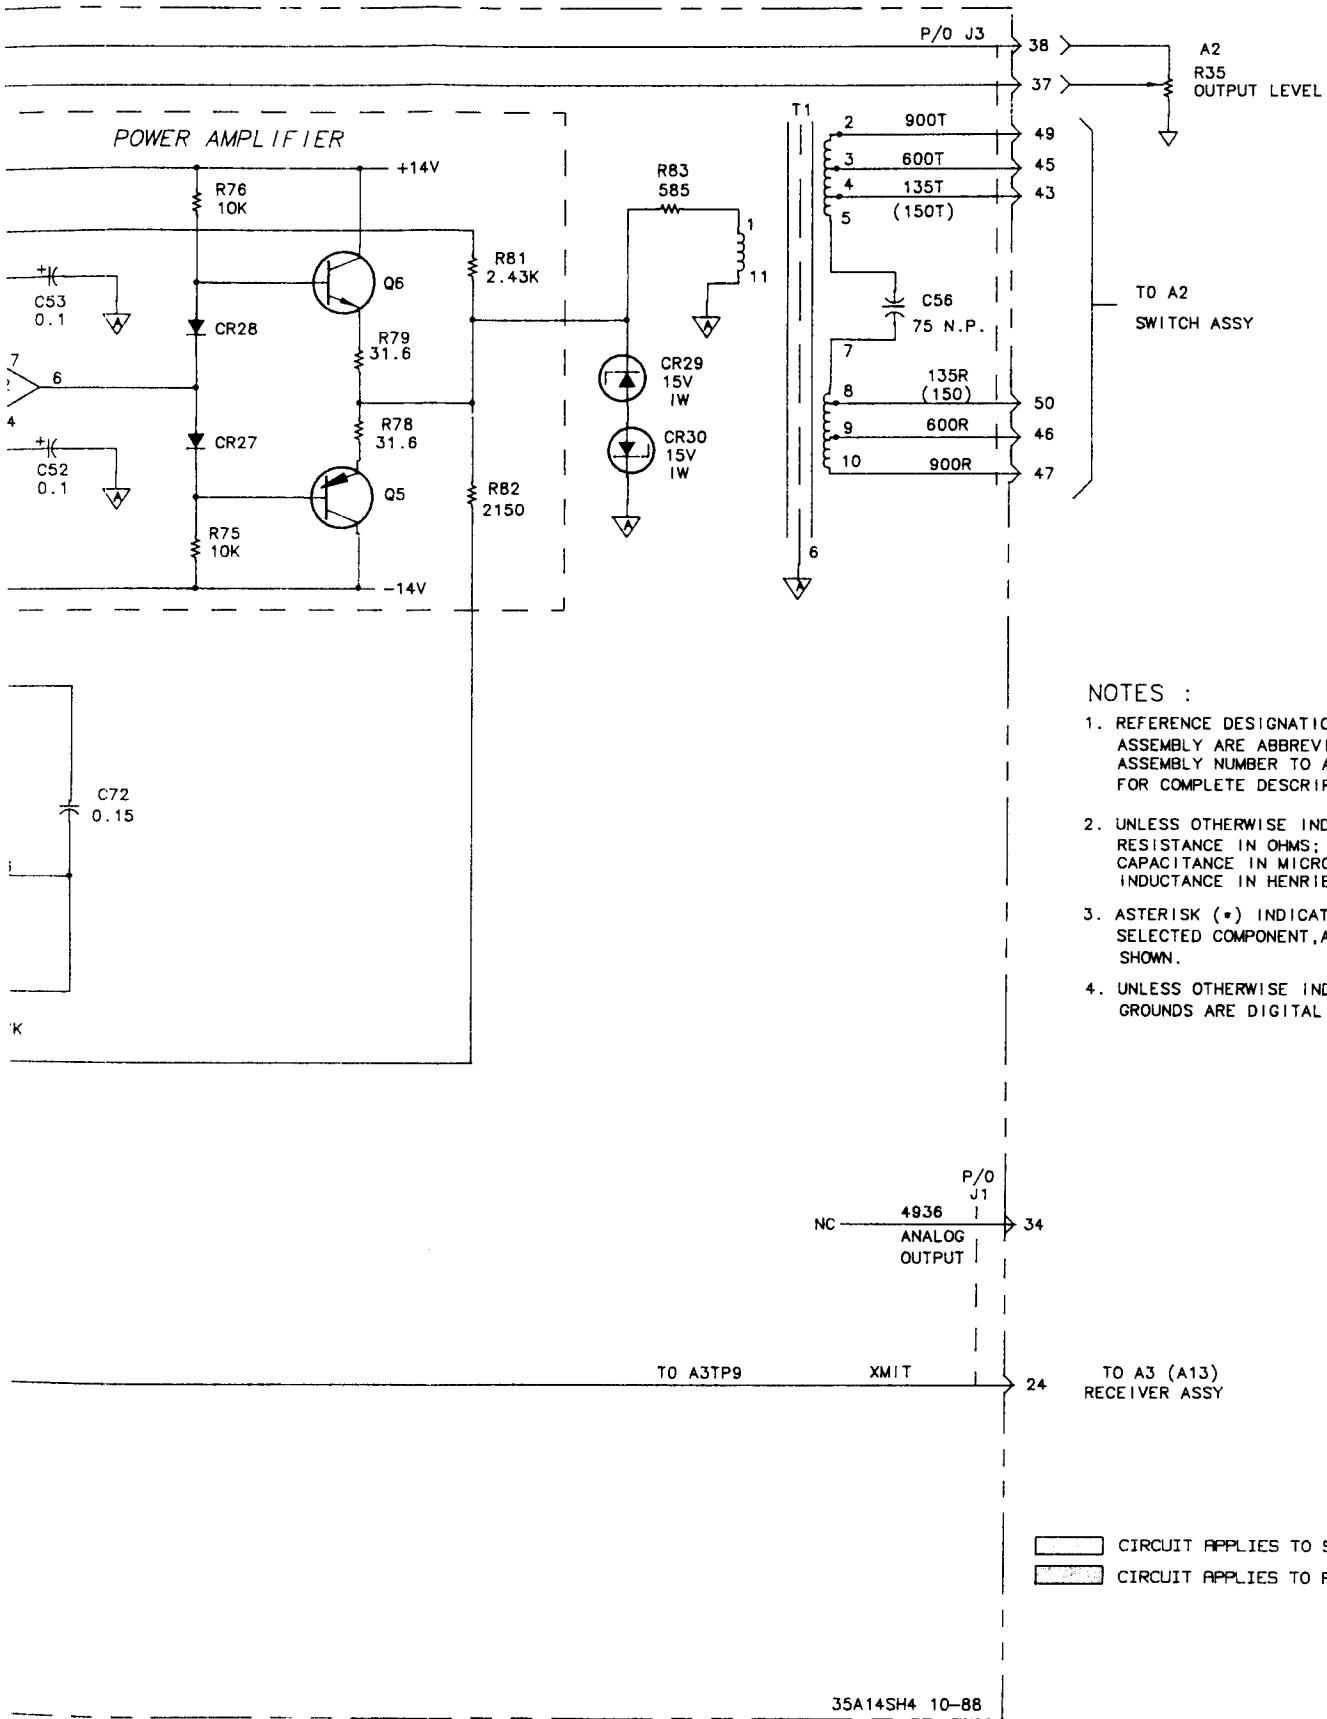 P/O J3
38
A2
R35
OUTPUT LEVEL
37
T1
POWER AMPLIFIER
+14V
R76
10K
R83
585
2
900T
49
3
600T
45
4
135T
43
(150T)
5
1
11
R81
2.43K
Q6
+
C53
0.1
A
CR28
R79
31.6
A
C56
75 N.P.
TO A2
SWITCH ASSY
7
6
4
7
CR29
15V
1W
135R
8
(150)
50
R78
31.6
CR27
+
C52
0.1
A
CR30
15V
1W
9
600R
46
10
900R
47
Q5
R82
2150
A
R75
10K
6
A
-14V
NOTES :
1. REFERENCE DESIGNATIO
ASSEMBLY ARE ABBREVI
ASSEMBLY NUMBER TO A
FOR COMPLETE DESCRIP
C72
0.15
2. UNLESS OTHERWISE IND
RESISTANCE IN OHMS;
CAPACITANCE IN MICRO
INDUCTANCE IN HENRIE
3. ASTERISK (*) INDICAT
SELECTED COMPONENT,A
SHOWN.
4. UNLESS OTHERWISE IND
GROUNDS ARE DIGITAL
K
P/O
J1
NC
4936
34
ANALOG
OUTPUT
TO A3TP9
XMIT
24
TO A3 (A13)
RECEIVER ASSY
CIRCUIT APPLIES TO S
CIRCUIT APPLIES TO
35A14SH4 10-88